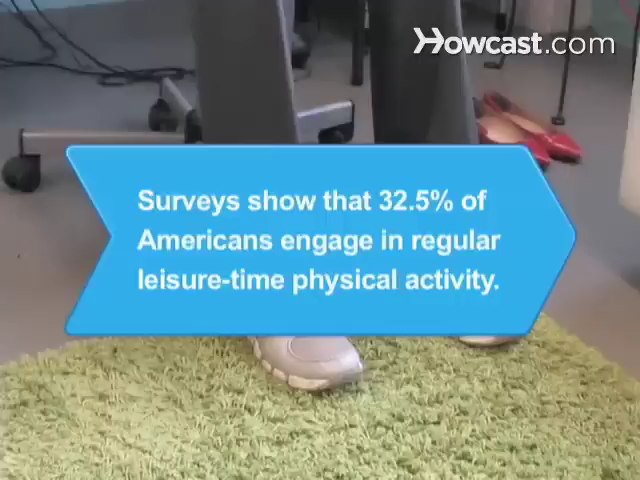 Howcast.com
Surveys show that 32.5% of
Americans engage in regular
leisure-time physical activity.